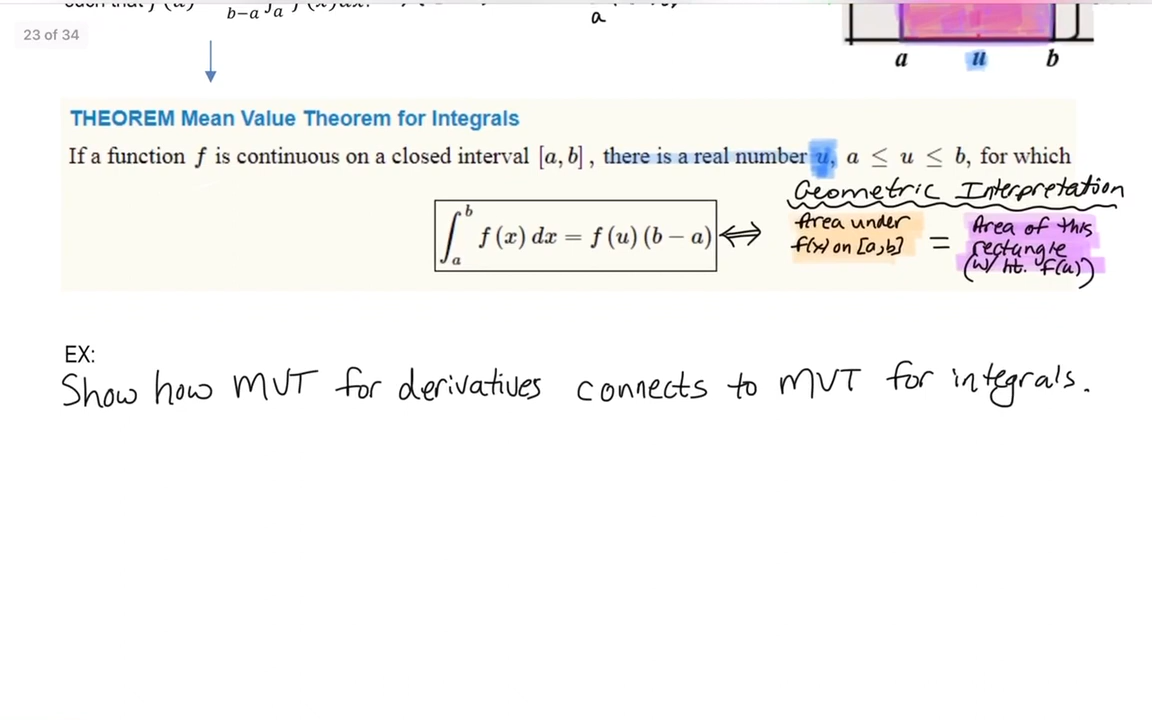 b−a
a
23 of 34
a u b
THEOREM Mean Value Theorem for Integrals
If a function f is continuous on a closed interval [a, b] , there is a real number u, a ≤ u ≤ b, for which
Geometric Interpretation
∫_a^b f (x) dx = f (u) (b − a) ⟺ Area under f(x) on [a,b] = Area of this rectangle (w/ ht. f(u))
EX:
Show how MVT for derivatives connects to MVT for integrals.